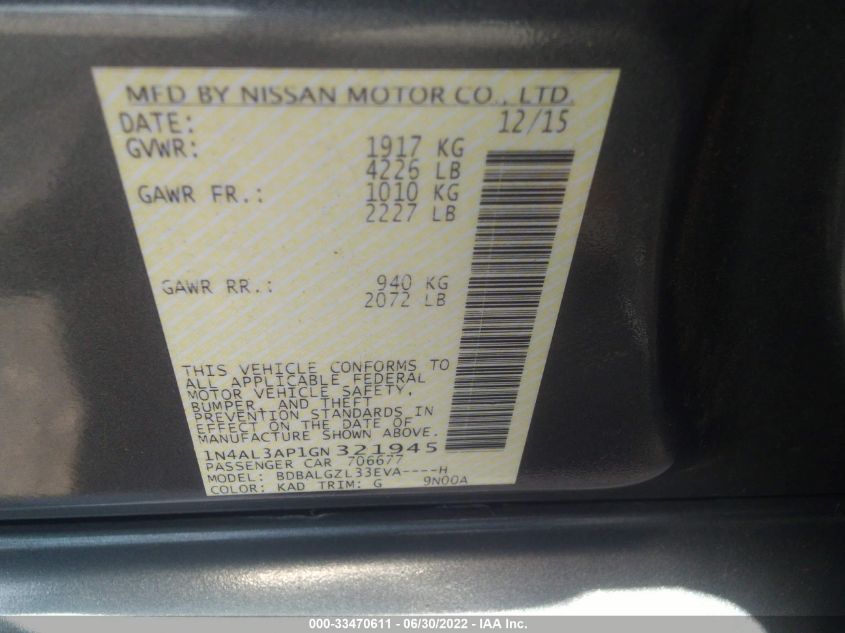 MFD BY NISSAN MOTOR CO., LTD.
DATE: 12/15
GVWR: 1917 KG
4226 LB
GAWR FR.: 1010 KG
2227 LB
GAWR RR.: 940 KG
2072 LB
THIS VEHICLE CONFORMS TO
ALL APPLICABLE FEDERAL
MOTOR VEHICLE SAFETY,
BUMPER, AND THEFT
PREVENTION STANDARDS IN
EFFECT ON THE DATE OF
MANUFACTURE SHOWN ABOVE.
1N4AL3AP1GN 321945
PASSENGER CAR 706677
MODEL: BDBALGZL33EVA----H
COLOR: KAD TRIM: G 9N00A
000-33470611 - 06/30/2022 - IAA Inc.